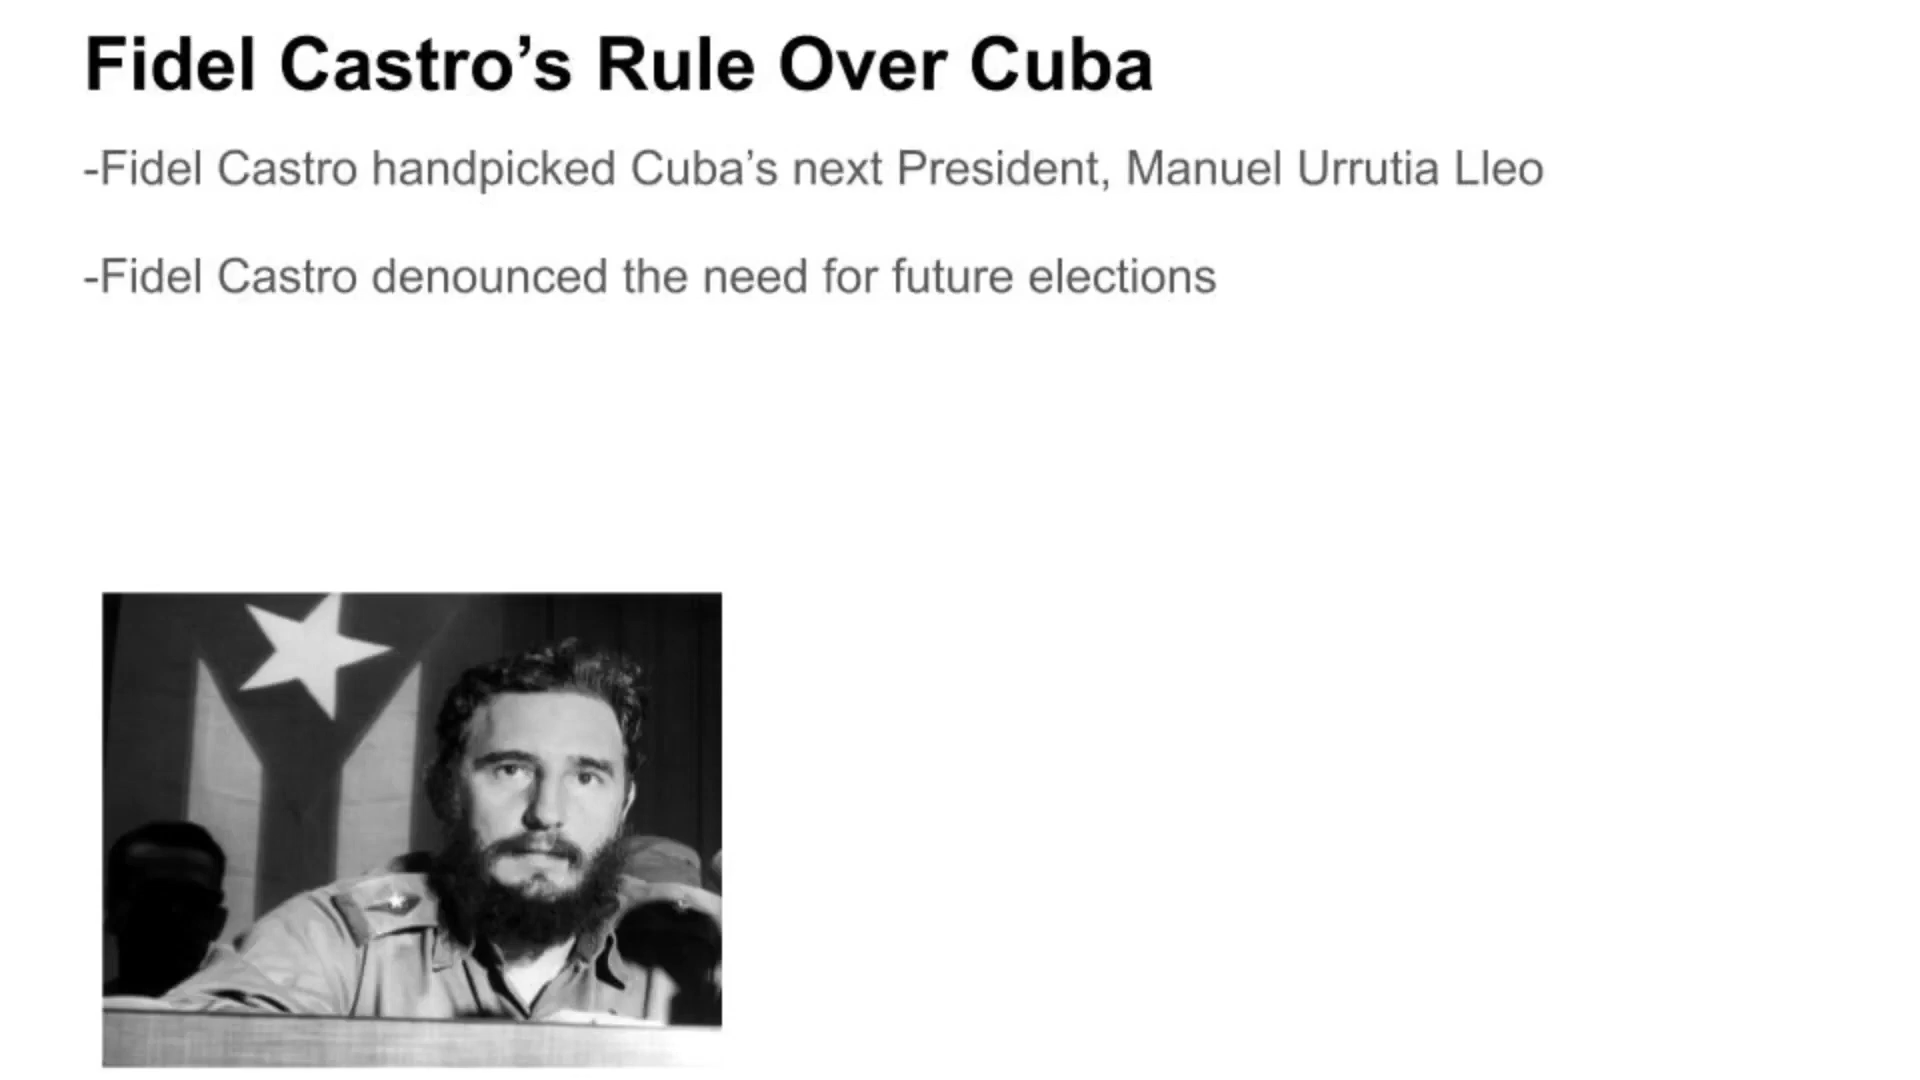 Fidel Castro’s Rule Over Cuba
-Fidel Castro handpicked Cuba’s next President, Manuel Urrutia Lleo
-Fidel Castro denounced the need for future elections